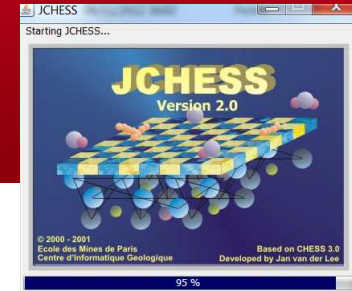 JCHESS
Starting JCHESS...
JCHESS
Version 2.0
© 2000 - 2001
Ecole des Mines de Paris
Centre d'Informatique Geologique
Based on CHESS 3.0
Developed by Jan van der Lee
95 %